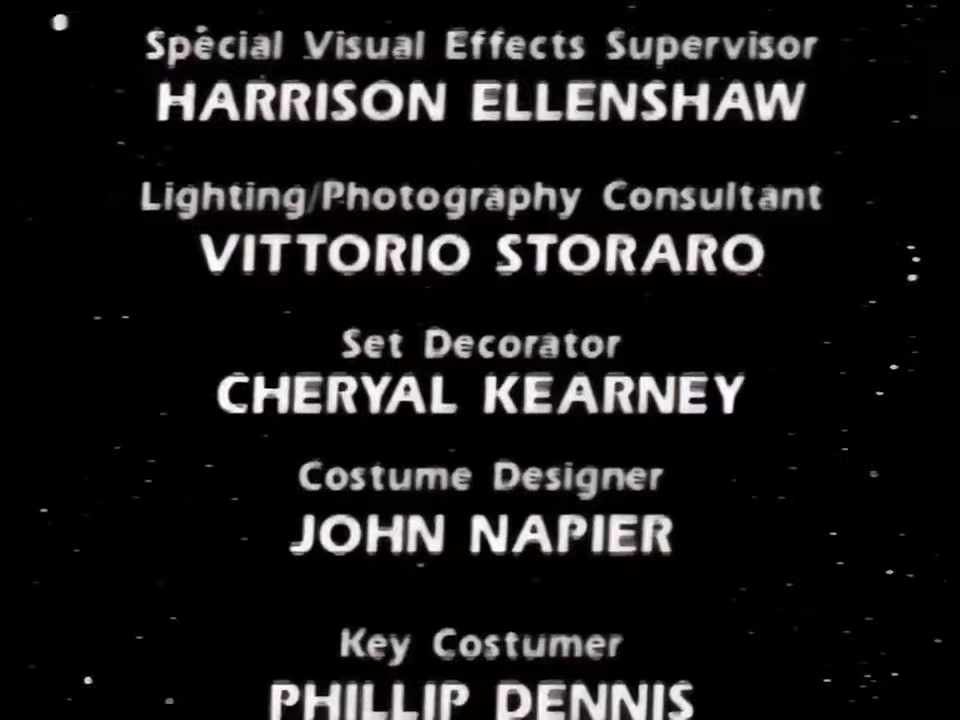 Special Visual Effects Supervisor
HARRISON ELLENSHAW
Lighting/Photography Consultant
VITTORIO STORARO
Set Decorator
CHERYAL KEARNEY
Costume Designer
JOHN NAPIER
Key Costumer
PHILLIP DENNIS